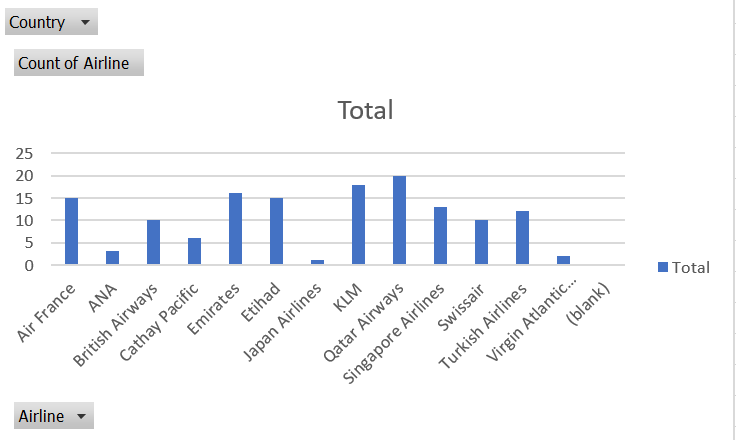 Country
Count of Airline
Total
25
20
15
10
5
0
Air France
ANA
British Airways
Cathay Pacific
Emirates
Etihad
Japan Airlines
KLM
Qatar Airways
Singapore Airlines
Swissair
Turkish Airlines
Virgin Atlantic...
(blank)
Total
Airline